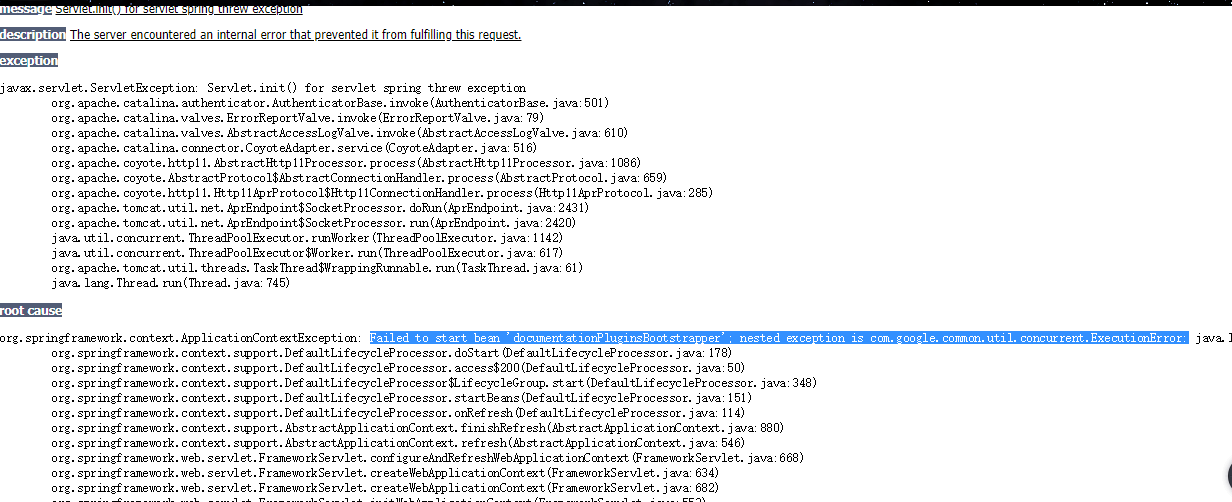 message Servlet.init() for servlet spring threw exception
description The server encountered an internal error that prevented it from fulfilling this request.
exception
javax.servlet.ServletException: Servlet.init() for servlet spring threw exception
org.apache.catalina.authenticator.AuthenticatorBase.invoke(AuthenticatorBase.java:501)
org.apache.catalina.valves.ErrorReportValve.invoke(ErrorReportValve.java:79)
org.apache.catalina.valves.AbstractAccessLogValve.invoke(AbstractAccessLogValve.java:610)
org.apache.catalina.connector.CoyoteAdapter.service(CoyoteAdapter.java:516)
org.apache.coyote.http11.AbstractHttp11Processor.process(AbstractHttp11Processor.java:1086)
org.apache.coyote.AbstractProtocol$AbstractConnectionHandler.process(AbstractProtocol.java:659)
org.apache.coyote.http11.Http11AprProtocol$Http11ConnectionHandler.process(Http11AprProtocol.java:285)
org.apache.tomcat.util.net.AprEndpoint$SocketProcessor.doRun(AprEndpoint.java:2431)
org.apache.tomcat.util.net.AprEndpoint$SocketProcessor.run(AprEndpoint.java:2420)
java.util.concurrent.ThreadPoolExecutor.runWorker(ThreadPoolExecutor.java:1142)
java.util.concurrent.ThreadPoolExecutor$Worker.run(ThreadPoolExecutor.java:617)
org.apache.tomcat.util.threads.TaskThread$WrappingRunnable.run(TaskThread.java:61)
java.lang.Thread.run(Thread.java:745)
root cause
org.springframework.context.ApplicationContextException: Failed to start bean 'documentationPluginsBootstrapper'; nested exception is com.google.common.util.concurrent.ExecutionError: java.l
org.springframework.context.support.DefaultLifecycleProcessor.doStart(DefaultLifecycleProcessor.java:178)
org.springframework.context.support.DefaultLifecycleProcessor.access$200(DefaultLifecycleProcessor.java:50)
org.springframework.context.support.DefaultLifecycleProcessor$LifecycleGroup.start(DefaultLifecycleProcessor.java:348)
org.springframework.context.support.DefaultLifecycleProcessor.startBeans(DefaultLifecycleProcessor.java:151)
org.springframework.context.support.DefaultLifecycleProcessor.onRefresh(DefaultLifecycleProcessor.java:114)
org.springframework.context.support.AbstractApplicationContext.finishRefresh(AbstractApplicationContext.java:880)
org.springframework.context.support.AbstractApplicationContext.refresh(AbstractApplicationContext.java:546)
org.springframework.web.servlet.FrameworkServlet.configureAndRefreshWebApplicationContext(FrameworkServlet.java:668)
org.springframework.web.servlet.FrameworkServlet.createWebApplicationContext(FrameworkServlet.java:634)
org.springframework.web.servlet.FrameworkServlet.createWebApplicationContext(FrameworkServlet.java:682)